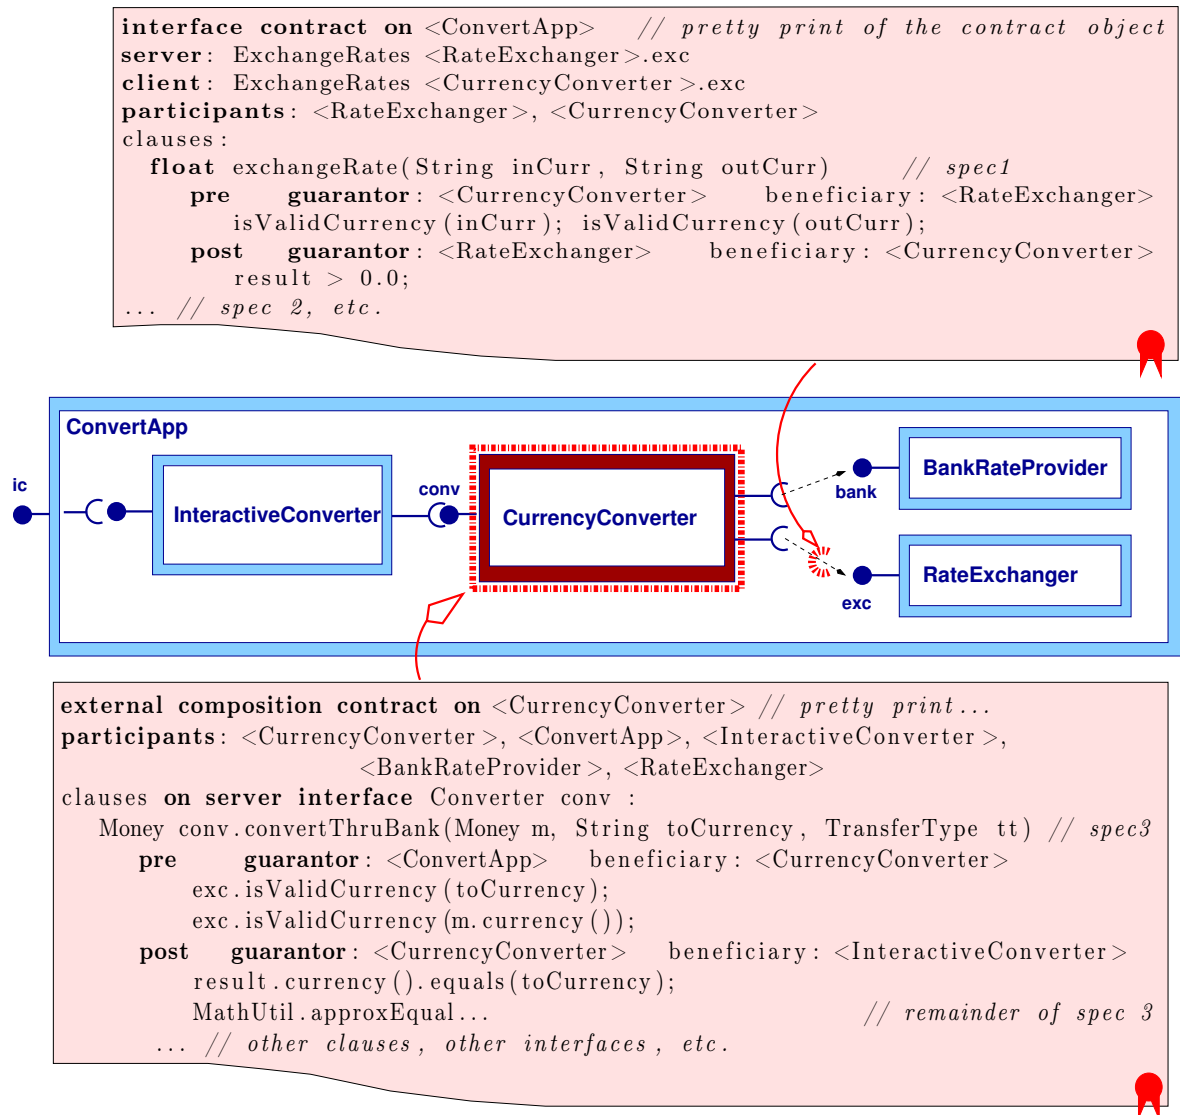 interface contract on <ConvertApp> // pretty print of the contract object
server: ExchangeRates <RateExchanger>.exc
client: ExchangeRates <CurrencyConverter>.exc
participants: <RateExchanger>, <CurrencyConverter>
clauses:
float exchangeRate(String inCurr, String outCurr) // spec1
pre guarantor: <CurrencyConverter> beneficiary: <RateExchanger>
isValidCurrency(inCurr); isValidCurrency(outCurr);
post guarantor: <RateExchanger> beneficiary: <CurrencyConverter>
result > 0.0;
... // spec 2, etc.
ConvertApp
ic
InteractiveConverter
conv
CurrencyConverter
bank
BankRateProvider
exc
RateExchanger
external composition contract on <CurrencyConverter> // pretty print...
participants: <CurrencyConverter>, <ConvertApp>, <InteractiveConverter>,
<BankRateProvider>, <RateExchanger>
clauses on server interface Converter conv :
Money conv.convertThruBank(Money m, String toCurrency, TransferType tt) // spec3
pre guarantor: <ConvertApp> beneficiary: <CurrencyConverter>
exc.isValidCurrency(toCurrency);
exc.isValidCurrency(m.currency());
post guarantor: <CurrencyConverter> beneficiary: <InteractiveConverter>
result.currency().equals(toCurrency);
MathUtil.approxEqual... // remainder of spec 3
... // other clauses, other interfaces, etc.